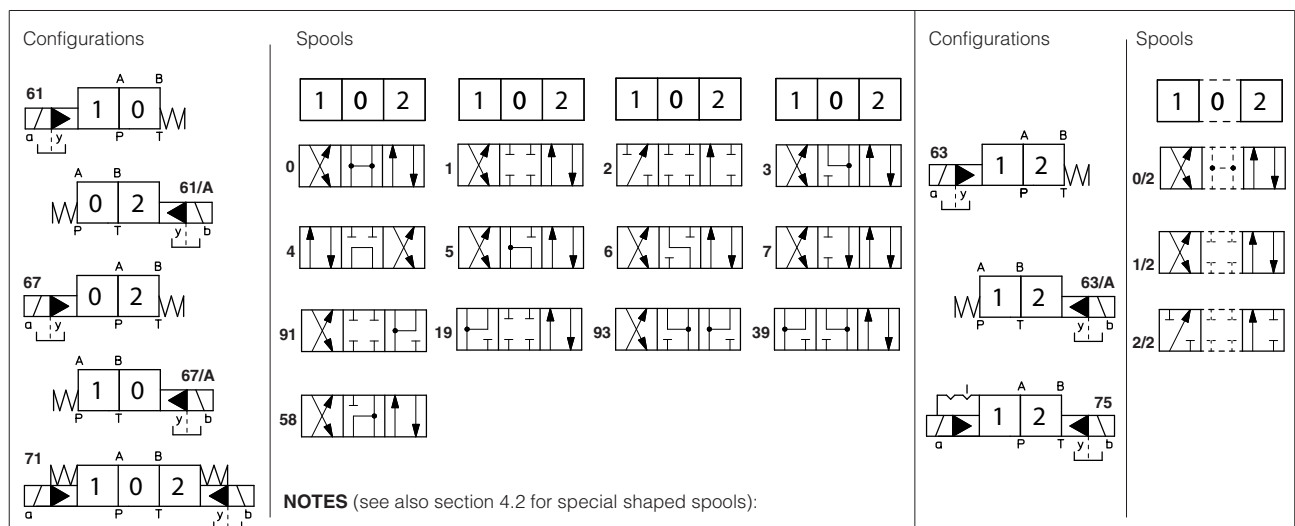 Configurations
Spools
Configurations
Spools
61
A B
1 0
a y P T
A B
61/A
0 2
P T y b
67
A B
0 2
a y P T
A B
67/A
1 0
P T y b
71
A B
1 0 2
a P T y b
1 0 2
1 0 2
1 0 2
1 0 2
0
1
2
3
4
5
6
7
91
19
93
39
58
NOTES (see also section 4.2 for special shaped spools):
63
A B
1 2
a y P T
A B
63/A
1 2
P T y b
A B
75
1 2
a P T y b
1 0 2
0/2
1/2
2/2